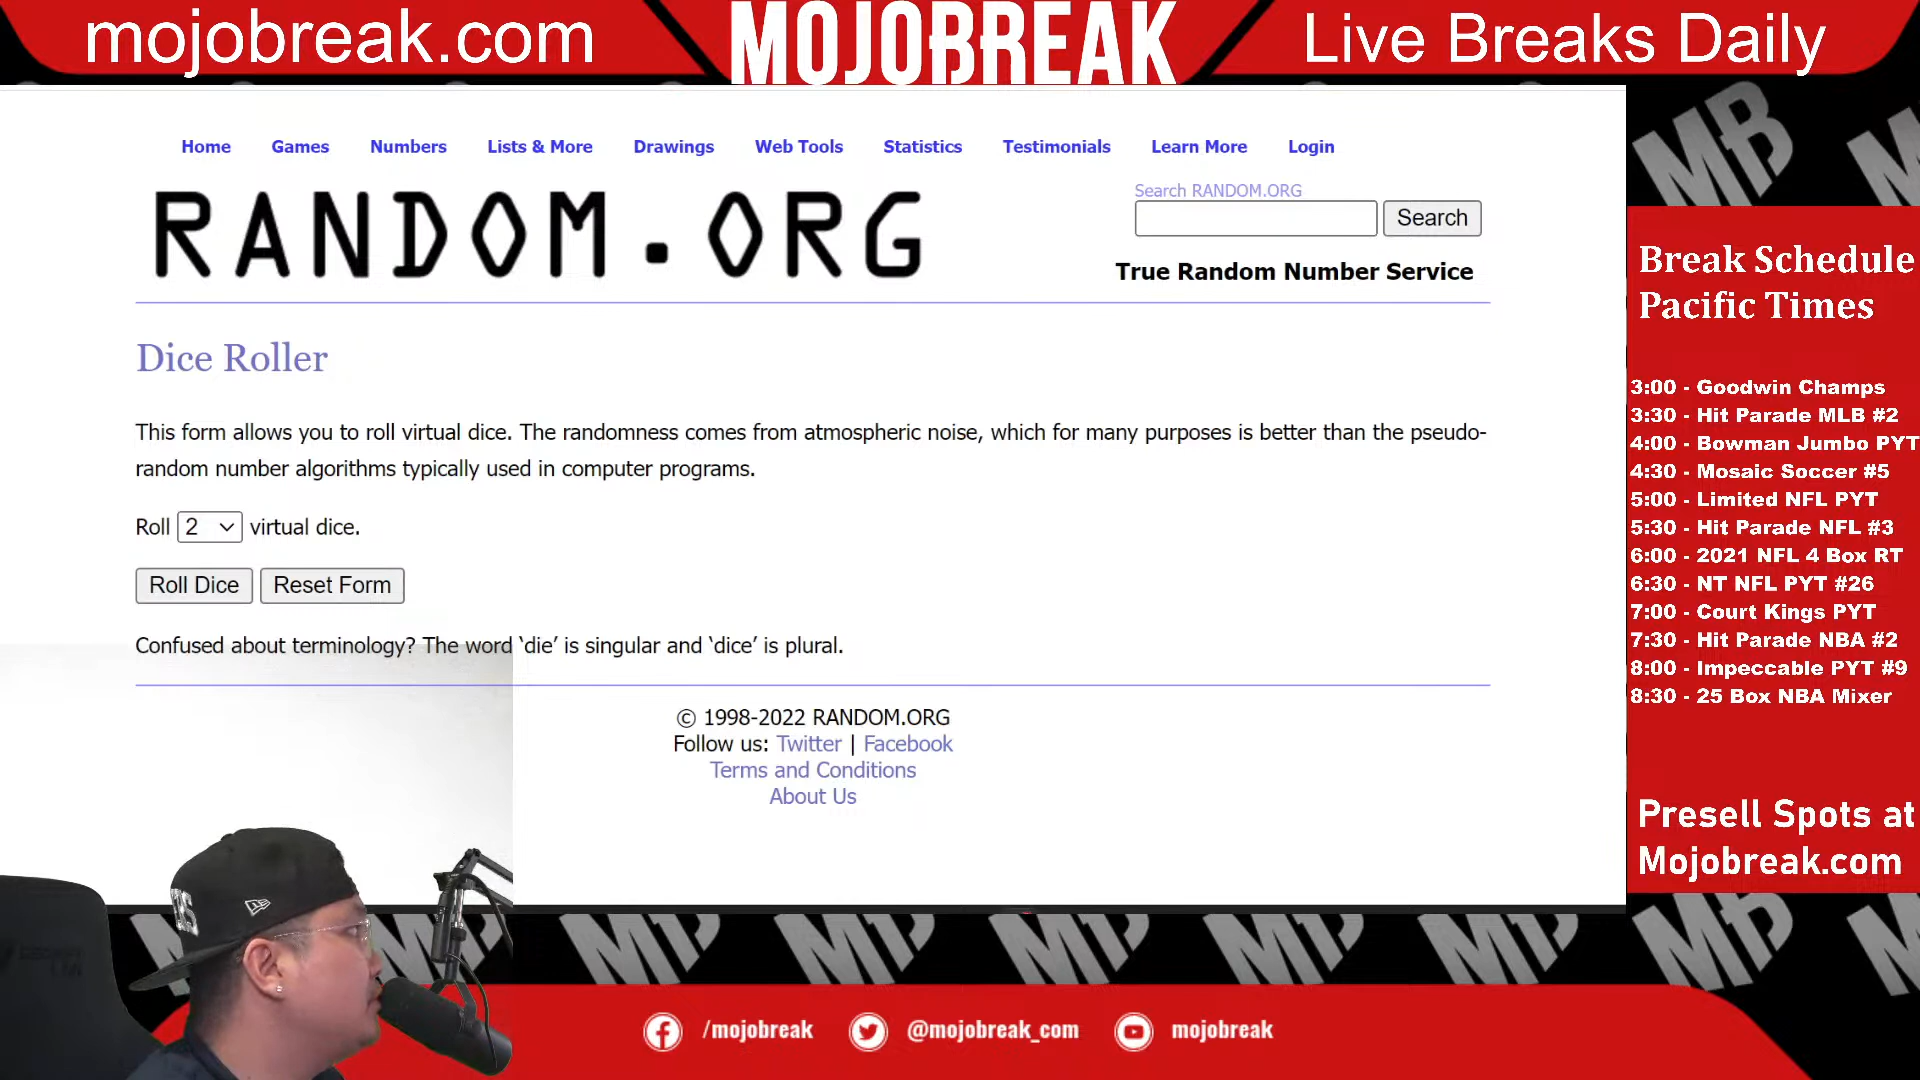 mojobreak.com
MOJOBREAK
Live Breaks Daily
Home Games Numbers Lists & More Drawings Web Tools Statistics Testimonials Learn More Login
RANDOM.ORG
Search RANDOM.ORG
Search
True Random Number Service
Dice Roller
This form allows you to roll virtual dice. The randomness comes from atmospheric noise, which for many purposes is better than the pseudo-
random number algorithms typically used in computer programs.
Roll 2 virtual dice.
Roll Dice Reset Form
Confused about terminology? The word ‘die’ is singular and ‘dice’ is plural.
© 1998-2022 RANDOM.ORG
Follow us: Twitter | Facebook
Terms and Conditions
About Us
Break Schedule
Pacific Times
3:00 - Goodwin Champs
3:30 - Hit Parade MLB #2
4:00 - Bowman Jumbo PYT
4:30 - Mosaic Soccer #5
5:00 - Limited NFL PYT
5:30 - Hit Parade NFL #3
6:00 - 2021 NFL 4 Box RT
6:30 - NT NFL PYT #26
7:00 - Court Kings PYT
7:30 - Hit Parade NBA #2
8:00 - Impeccable PYT #9
8:30 - 25 Box NBA Mixer
Presell Spots at
Mojobreak.com
MB
MB MB MB MB MB MB MB
/mojobreak @mojobreak_com mojobreak